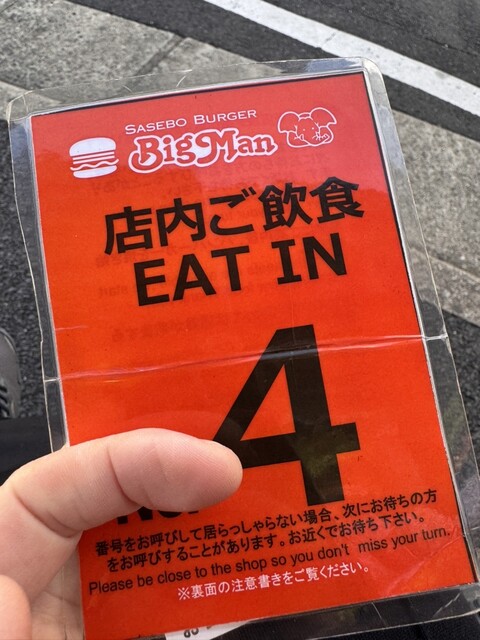 SASEBO BURGER
BigMan
店内ご飲食
EAT IN
4
番号をお呼びして居らっしゃらない場合、次にお待ちの方
をお呼びすることがあります。お近くでお待ち下さい。
Please be close to the shop so you don't miss your turn.
※裏面の注意書きをご覧ください。